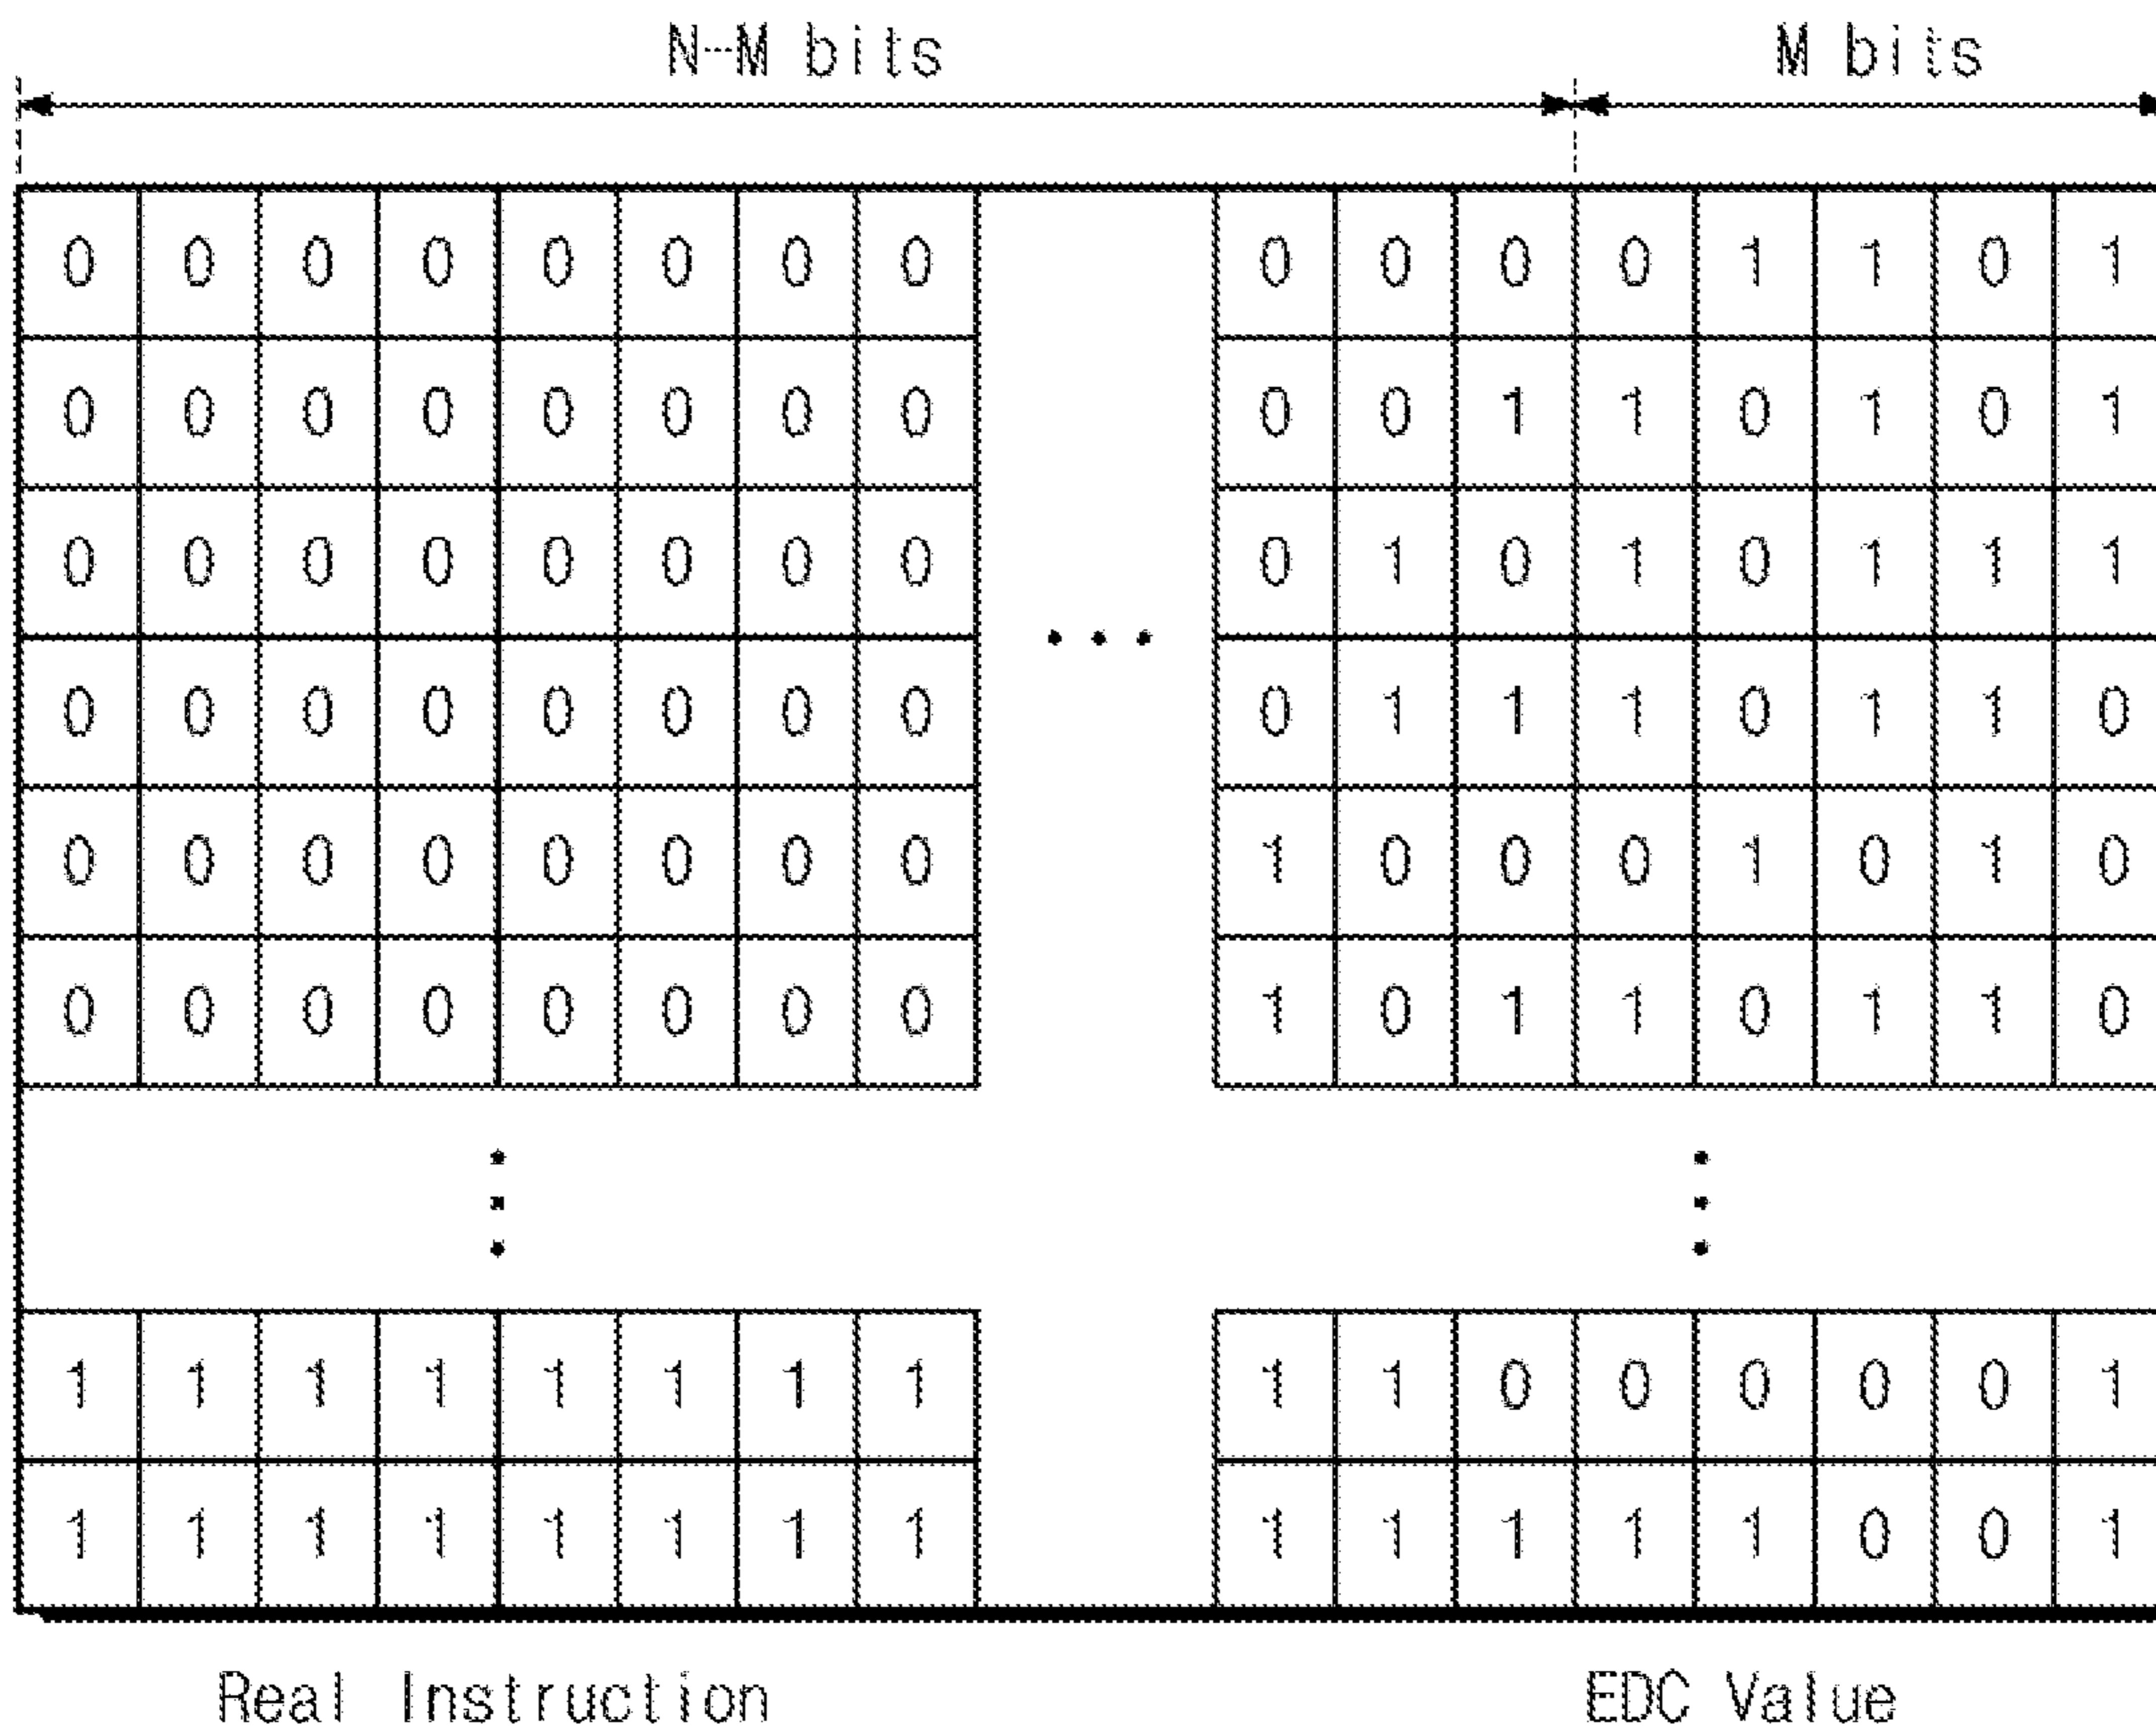 N-M bits M bits
0 0 0 0 0 0 0 0 0 0 0 0 1 1 0 1
0 0 0 0 0 0 0 0 0 0 1 1 0 1 0 1
0 0 0 0 0 0 0 0 0 1 0 1 0 1 1 1
...
0 0 0 0 0 0 0 0 0 1 1 1 0 1 1 0
0 0 0 0 0 0 0 0 1 0 0 0 1 0 1 0
0 0 0 0 0 0 0 0 1 0 1 1 0 1 1 0
1 1 1 1 1 1 1 1 1 1 0 0 0 0 0 1
1 1 1 1 1 1 1 1 1 1 1 1 1 0 0 1
Real Instruction EDC Value